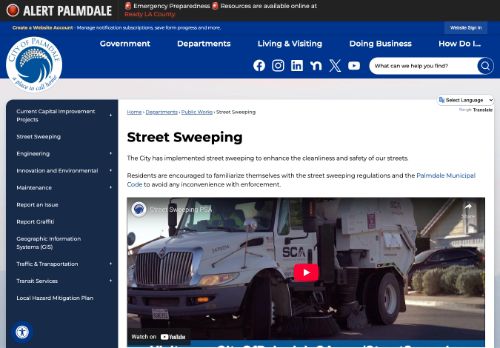 ALERT PALMDALE
🚨 Emergency Preparedness 🚨 Resources are available online at
Ready LA County.
Create a Website Account - Manage notification subscriptions, save form progress and more.
Website Sign In
CITY OF PALMDALE
a place to call home
Government
Departments
Living & Visiting
Doing Business
How Do I...
What can we help you find?
Select Language
Google Translate
Current Capital Improvement
Projects
Street Sweeping
Engineering
Innovation and Environmental
Maintenance
Report an Issue
Report Graffiti
Geographic Information
Systems (GIS)
Traffic & Transportation
Transit Services
Local Hazard Mitigation Plan
Home › Departments › Public Works › Street Sweeping
Street Sweeping
The City has implemented street sweeping to enhance the cleanliness and safety of our streets.
Residents are encouraged to familiarize themselves with the street sweeping regulations and the Palmdale Municipal
Code to avoid any inconvenience with enforcement.
Street Sweeping PSA
Share
SCA
Watch on YouTube